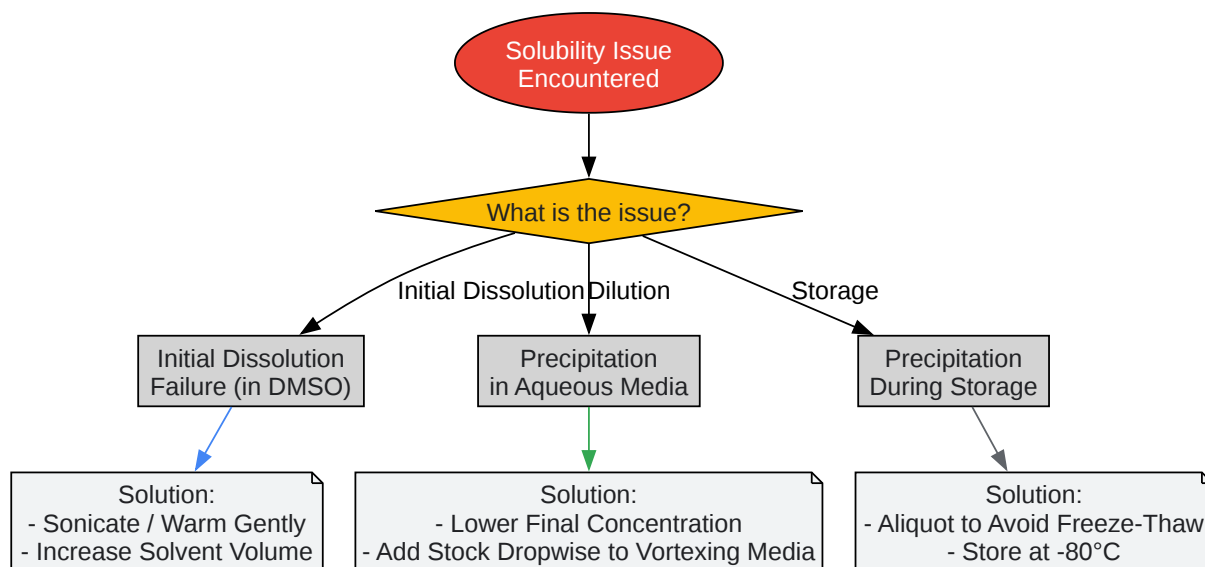 Solubility Issue
Encountered
What is the issue?
Initial Dissolution
Dilution
Storage
Initial Dissolution
Failure (in DMSO)
Precipitation
in Aqueous Media
Precipitation
During Storage
Solution:
- Sonicate / Warm Gently
- Increase Solvent Volume
Solution:
- Lower Final Concentration
- Add Stock Dropwise to Vortexing Media
Solution:
- Aliquot to Avoid Freeze-Thaw
- Store at -80°C